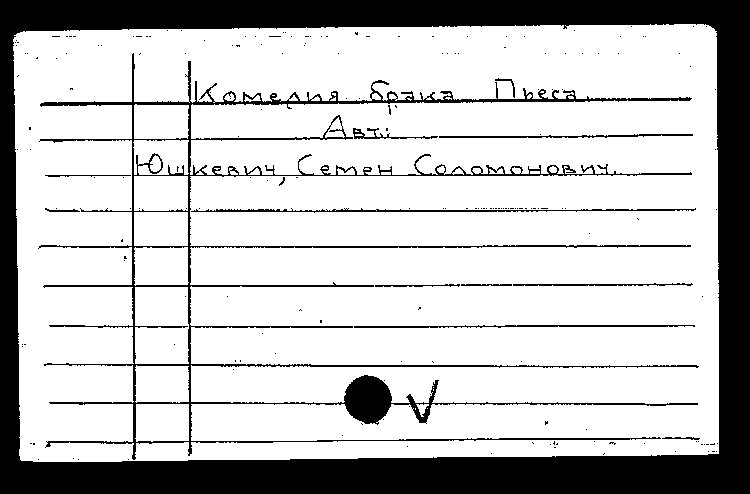 Комедия брака Пьеса.
Авт.:
Юшкевич, Семен Соломонович.
V